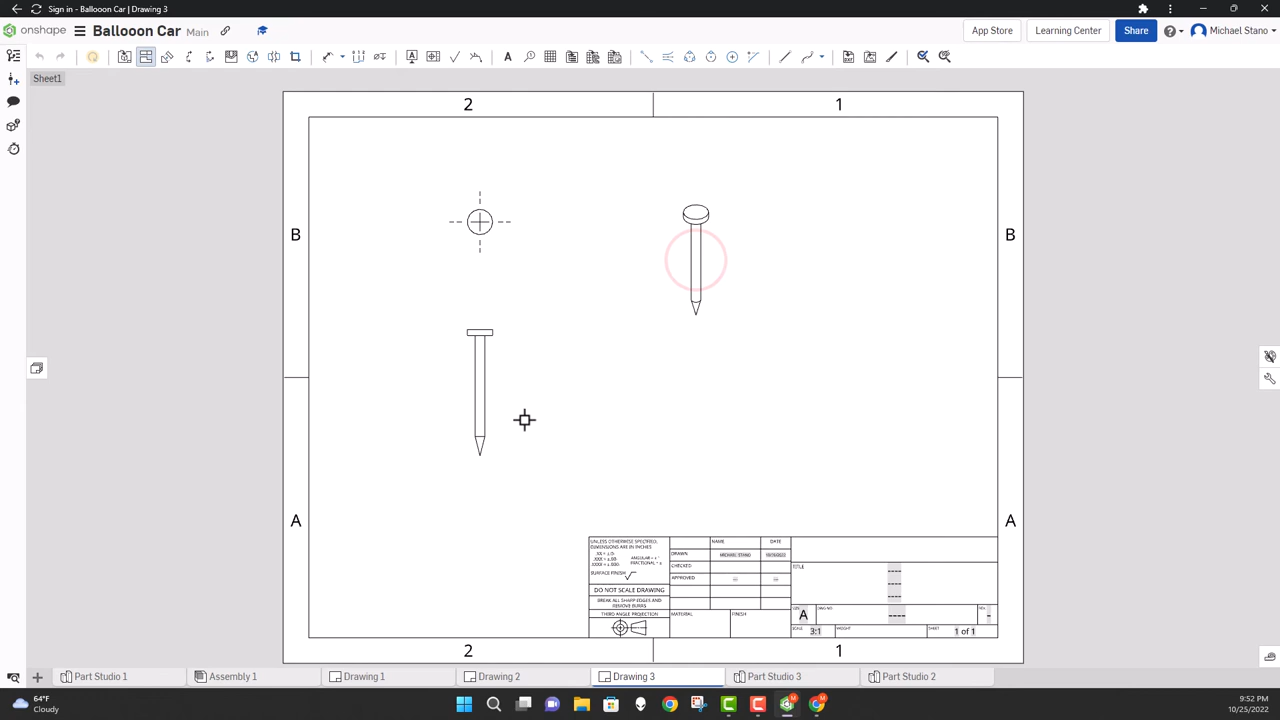 Sign in - Ballooon Car | Drawing 3
onshape Ballooon Car Main
App Store Learning Center Share Michael Stano
Sheet1
2 1
B B
A A
UNLESS OTHERWISE SPECIFIED,
DIMENSIONS ARE IN INCHES
SURFACE FINISH
DO NOT SCALE DRAWING
BREAK ALL SHARP EDGES AND
REMOVE BURRS
THIRD ANGLE PROJECTION
NAME DATE
DRAWN MICHAEL STANO
CHECKED
APPROVED
MATERIAL FINISH
TITLE
SIZE DWG NO. REV.
A
SCALE WEIGHT SHEET
3:1 1 of 1
2 1
Part Studio 1 Assembly 1 Drawing 1 Drawing 2 Drawing 3 Part Studio 3 Part Studio 2
64°F
Cloudy
9:52 PM
10/25/2022